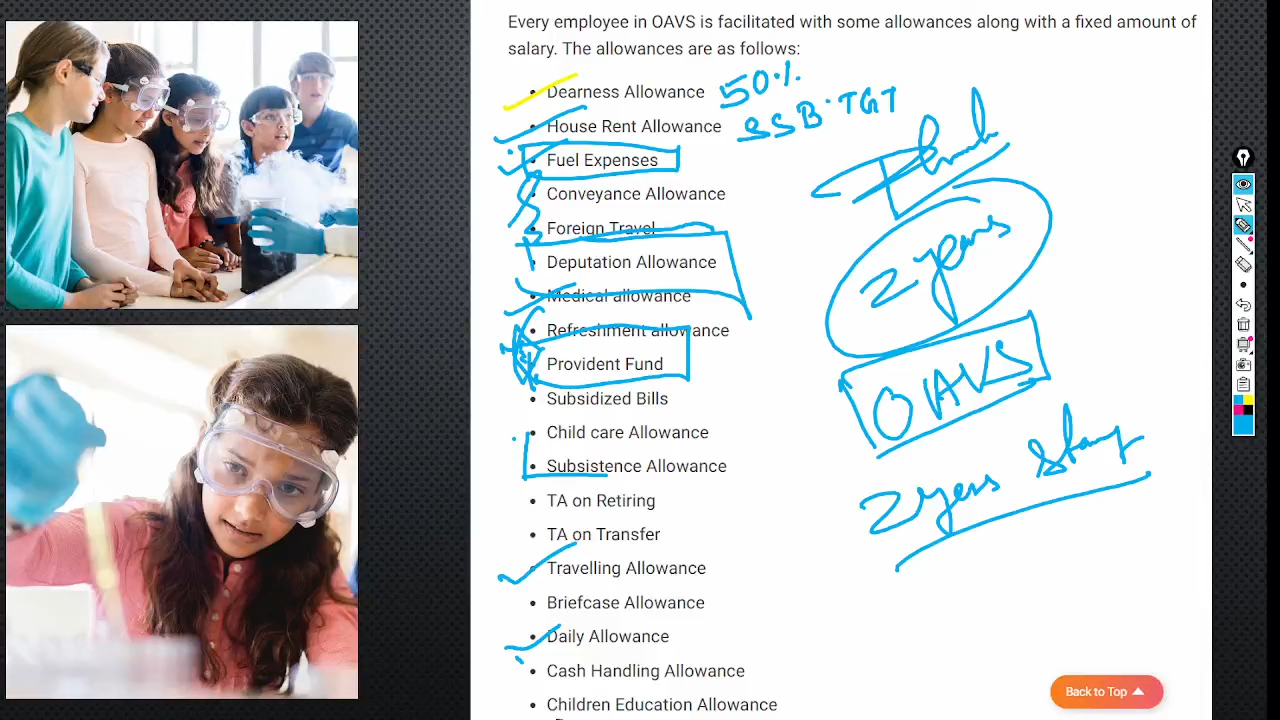 Every employee in OAVS is facilitated with some allowances along with a fixed amount of
salary. The allowances are as follows:
• Dearness Allowance 50%
• House Rent Allowance SSB. TGT
• Fuel Expenses
• Conveyance Allowance
• Foreign Travel
2 years
• Deputation Allowance
• Medical allowance
• Refreshment allowance
• Provident Fund
OAVS
• Subsidized Bills
• Child care Allowance
• Subsistence Allowance
2 years stay
• TA on Retiring
• TA on Transfer
• Travelling Allowance
• Briefcase Allowance
• Daily Allowance
• Cash Handling Allowance
• Children Education Allowance
Back to Top